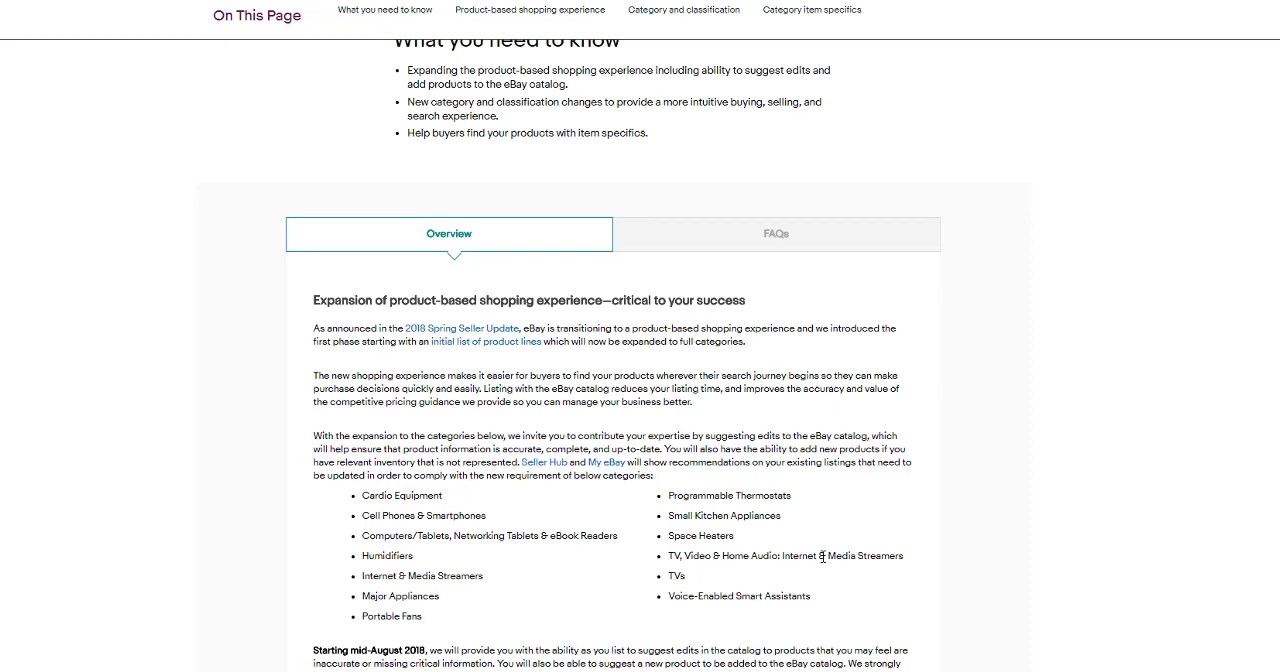 On This Page
What you need to know
Product-based shopping experience
Category and classification
Category item specifics
What you need to know
• Expanding the product-based shopping experience including ability to suggest edits and
add products to the eBay catalog.
• New category and classification changes to provide a more intuitive buying, selling, and
search experience.
• Help buyers find your products with item specifics.
Overview
FAQs
Expansion of product-based shopping experience—critical to your success
As announced in the 2018 Spring Seller Update, eBay is transitioning to a product-based shopping experience and we introduced the
first phase starting with an initial list of product lines which will now be expanded to full categories.
The new shopping experience makes it easier for buyers to find your products wherever their search journey begins so they can make
purchase decisions quickly and easily. Listing with the eBay catalog reduces your listing time, and improves the accuracy and value of
the competitive pricing guidance we provide so you can manage your business better.
With the expansion to the categories below, we invite you to contribute your expertise by suggesting edits to the eBay catalog, which
will help ensure that product information is accurate, complete, and up-to-date. You will also have the ability to add new products if you
have relevant inventory that is not represented. Seller Hub and My eBay will show recommendations on your existing listings that need to
be updated in order to comply with the new requirement of below categories:
• Cardio Equipment
• Cell Phones & Smartphones
• Computers/Tablets, Networking Tablets & eBook Readers
• Humidifiers
• Internet & Media Streamers
• Major Appliances
• Portable Fans
• Programmable Thermostats
• Small Kitchen Appliances
• Space Heaters
• TV, Video & Home Audio: Internet & Media Streamers
• TVs
• Voice-Enabled Smart Assistants
Starting mid-August 2018, we will provide you with the ability as you list to suggest edits in the catalog to products that you may feel are
inaccurate or missing critical information. You will also be able to suggest a new product to be added to the eBay catalog. We strongly